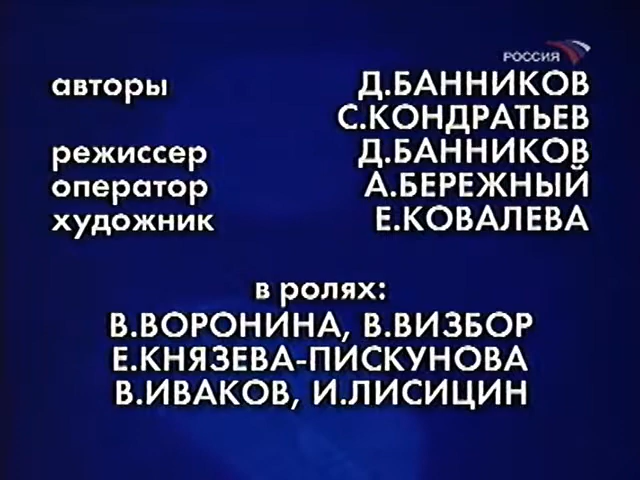 РОССИЯ
авторы Д.БАННИКОВ
С.КОНДРАТЬЕВ
режиссер Д.БАННИКОВ
оператор А.БЕРЕЖНЫЙ
художник Е.КОВАЛЕВА
в ролях:
В.ВОРОНИНА, В.ВИЗБОР
Е.КНЯЗЕВА-ПИСКУНОВА
В.ИВАКОВ, И.ЛИСИЦИН